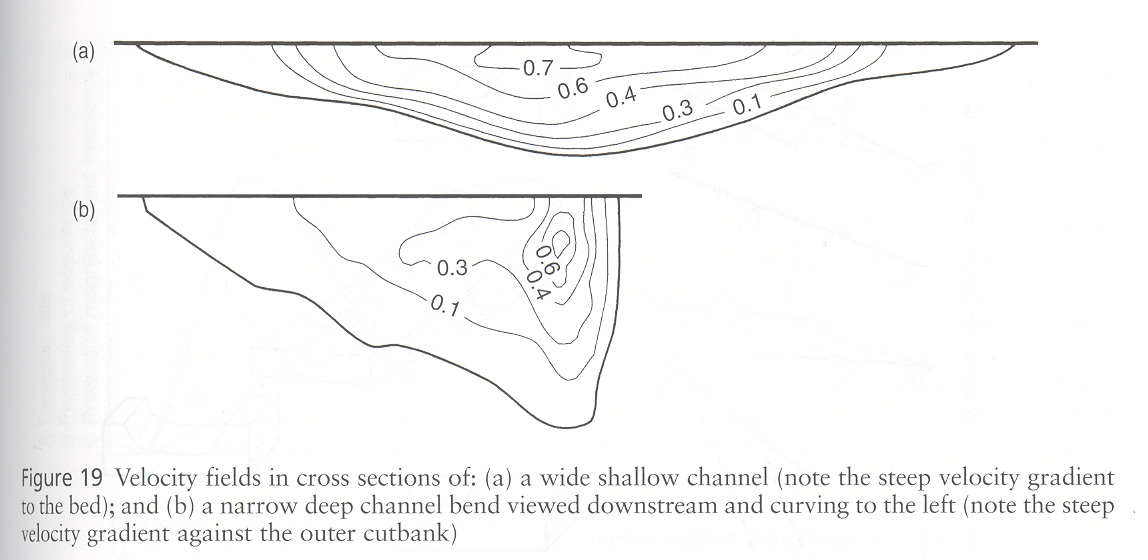 (a)
0.7
0.6
0.4
0.3
0.1
(b)
0.6
0.4
0.3
0.1
Figure 19 Velocity fields in cross sections of: (a) a wide shallow channel (note the steep velocity gradient
to the bed); and (b) a narrow deep channel bend viewed downstream and curving to the left (note the steep
velocity gradient against the outer cutbank)